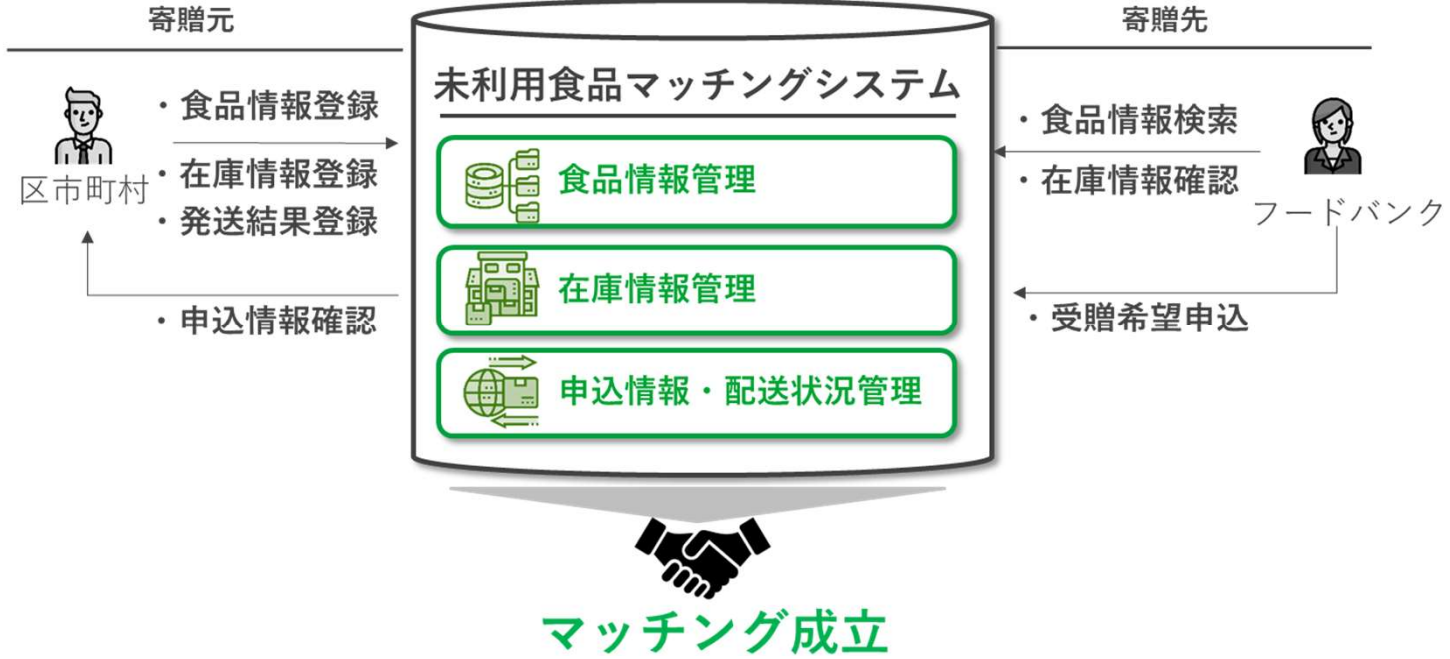 寄贈元
区市町村
・食品情報登録
・在庫情報登録
・発送結果登録
・申込情報確認
未利用食品マッチングシステム
食品情報管理
在庫情報管理
申込情報・配送状況管理
寄贈先
・食品情報検索
・在庫情報確認
フードバンク
・受贈希望申込
マッチング成立